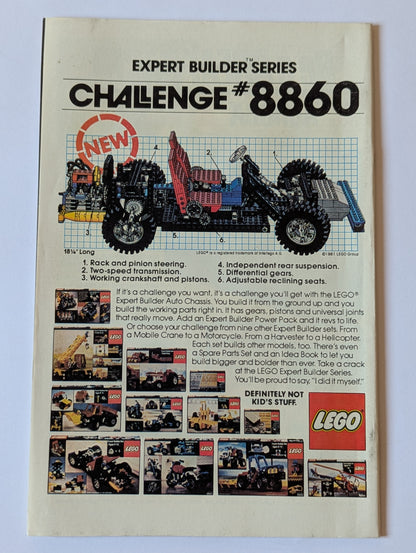 EXPERT BUILDER SERIES™
CHALLENGE #8860
NEW
1
2
3
4
5
6
18¼" Long
LEGO® is a registered trademark of Interlego A.G.
©1981 LEGO Group
1. Rack and pinion steering.
2. Two-speed transmission.
3. Working crankshaft and pistons.
4. Independent rear suspension.
5. Differential gears.
6. Adjustable reclining seats.
If it's a challenge you want, it's a challenge you'll get with the LEGO®
Expert Builder Auto Chassis. You build it from the ground up and you
build the working parts right in. It has gears, pistons and universal joints
that really move. Add an Expert Builder Power Pack and it revs to life.
Or choose your challenge from nine other Expert Builder sets. From
a Mobile Crane to a Motorcycle. From a Harvester to a Helicopter.
Each set builds other models, too. There's even
a Spare Parts Set and an Idea Book to let you
build bigger and bolder than ever. Take a crack
at the LEGO Expert Builder Series.
You'll be proud to say, "I did it myself."
DEFINITELY NOT
KID'S STUFF.
LEGO